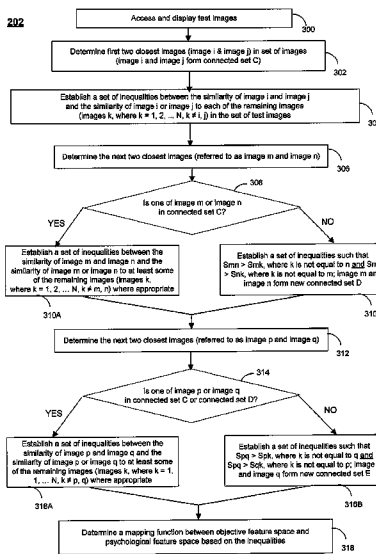 202
Access and display test images
300
Determine first two closest images (image i & image j) in set of images
(image i and image j form connected set C)
302
Establish a set of inequalities between the similarity of image i and image j
and the similarity of image i or image j to each of the remaining images
(images k, where k = 1, 2, ... N, k ≠ i, j) in the set of test images
30
Determine the next two closest images (referred to as image m and image n)
306
308
Is one of image m or image n
in connected set C?
YES
NO
Establish a set of inequalities between the
similarity of image m and image n and the
similarity of image m or image n to at least some
of the remaining images (images k,
where k = 1, 2, ... N, k ≠ m, n) where appropriate
310A
Establish a set of inequalities such that
Smn > Smk, where k is not equal to n and Sm
> Snk, where k is not equal to m; image m an
image n form new connected set D
310
Determine the next two closest images (referred to as image p and image q)
312
314
Is one of image p or image q
in connected set C or connected set D?
YES
NO
Establish a set of inequalities between the
similarity of image p and image q and the
similarity of image p or image q to at least some of
the remaining images (images k, where k = 1,
1, ... N, k ≠ p, q) where appropriate
316A
Establish a set of inequalities such that
Spq > Spk, where k is not equal to q and
Spq > Sqk, where k is not equal to p; image
and image q form new connected set E
316B
Determine a mapping function between objective feature space and
psychological feature space based on the inequalities
318